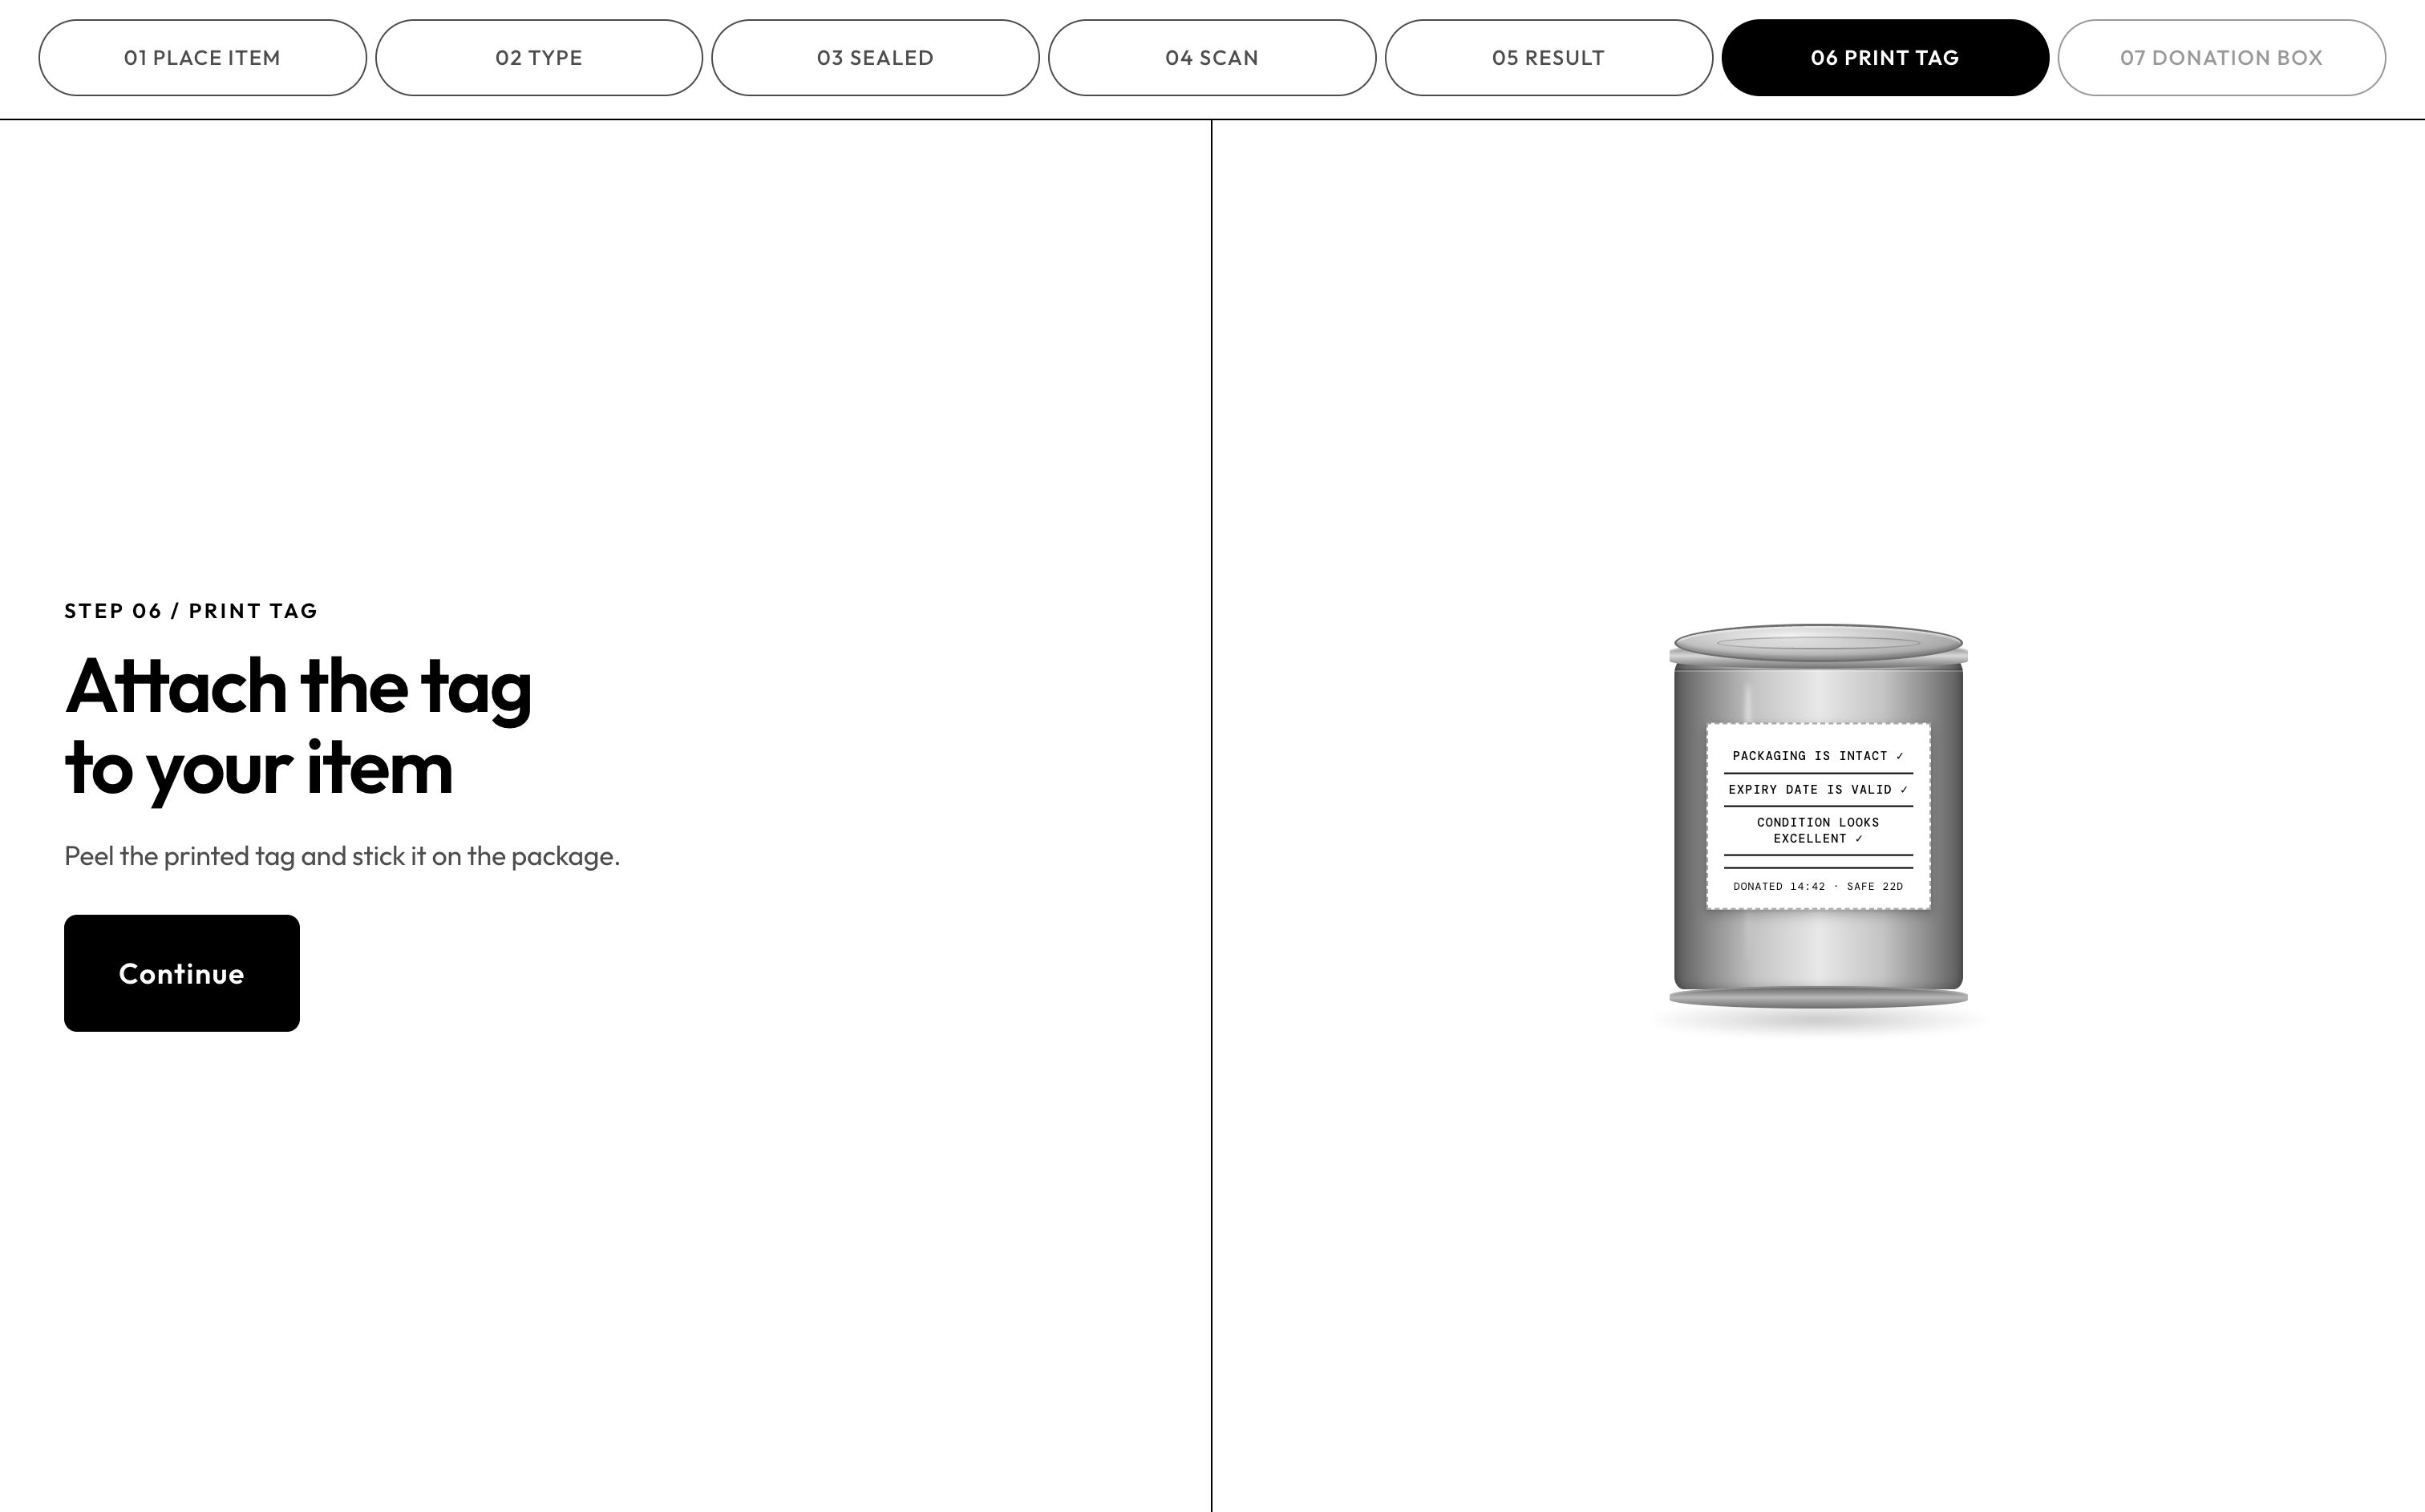 01 PLACE ITEM
02 TYPE
03 SEALED
04 SCAN
05 RESULT
06 PRINT TAG
07 DONATION BOX
STEP 06 / PRINT TAG
Attach the tag
to your item
Peel the printed tag and stick it on the package.
Continue
PACKAGING IS INTACT ✓
EXPIRY DATE IS VALID ✓
CONDITION LOOKS
EXCELLENT ✓
DONATED 14:42 · SAFE 22D